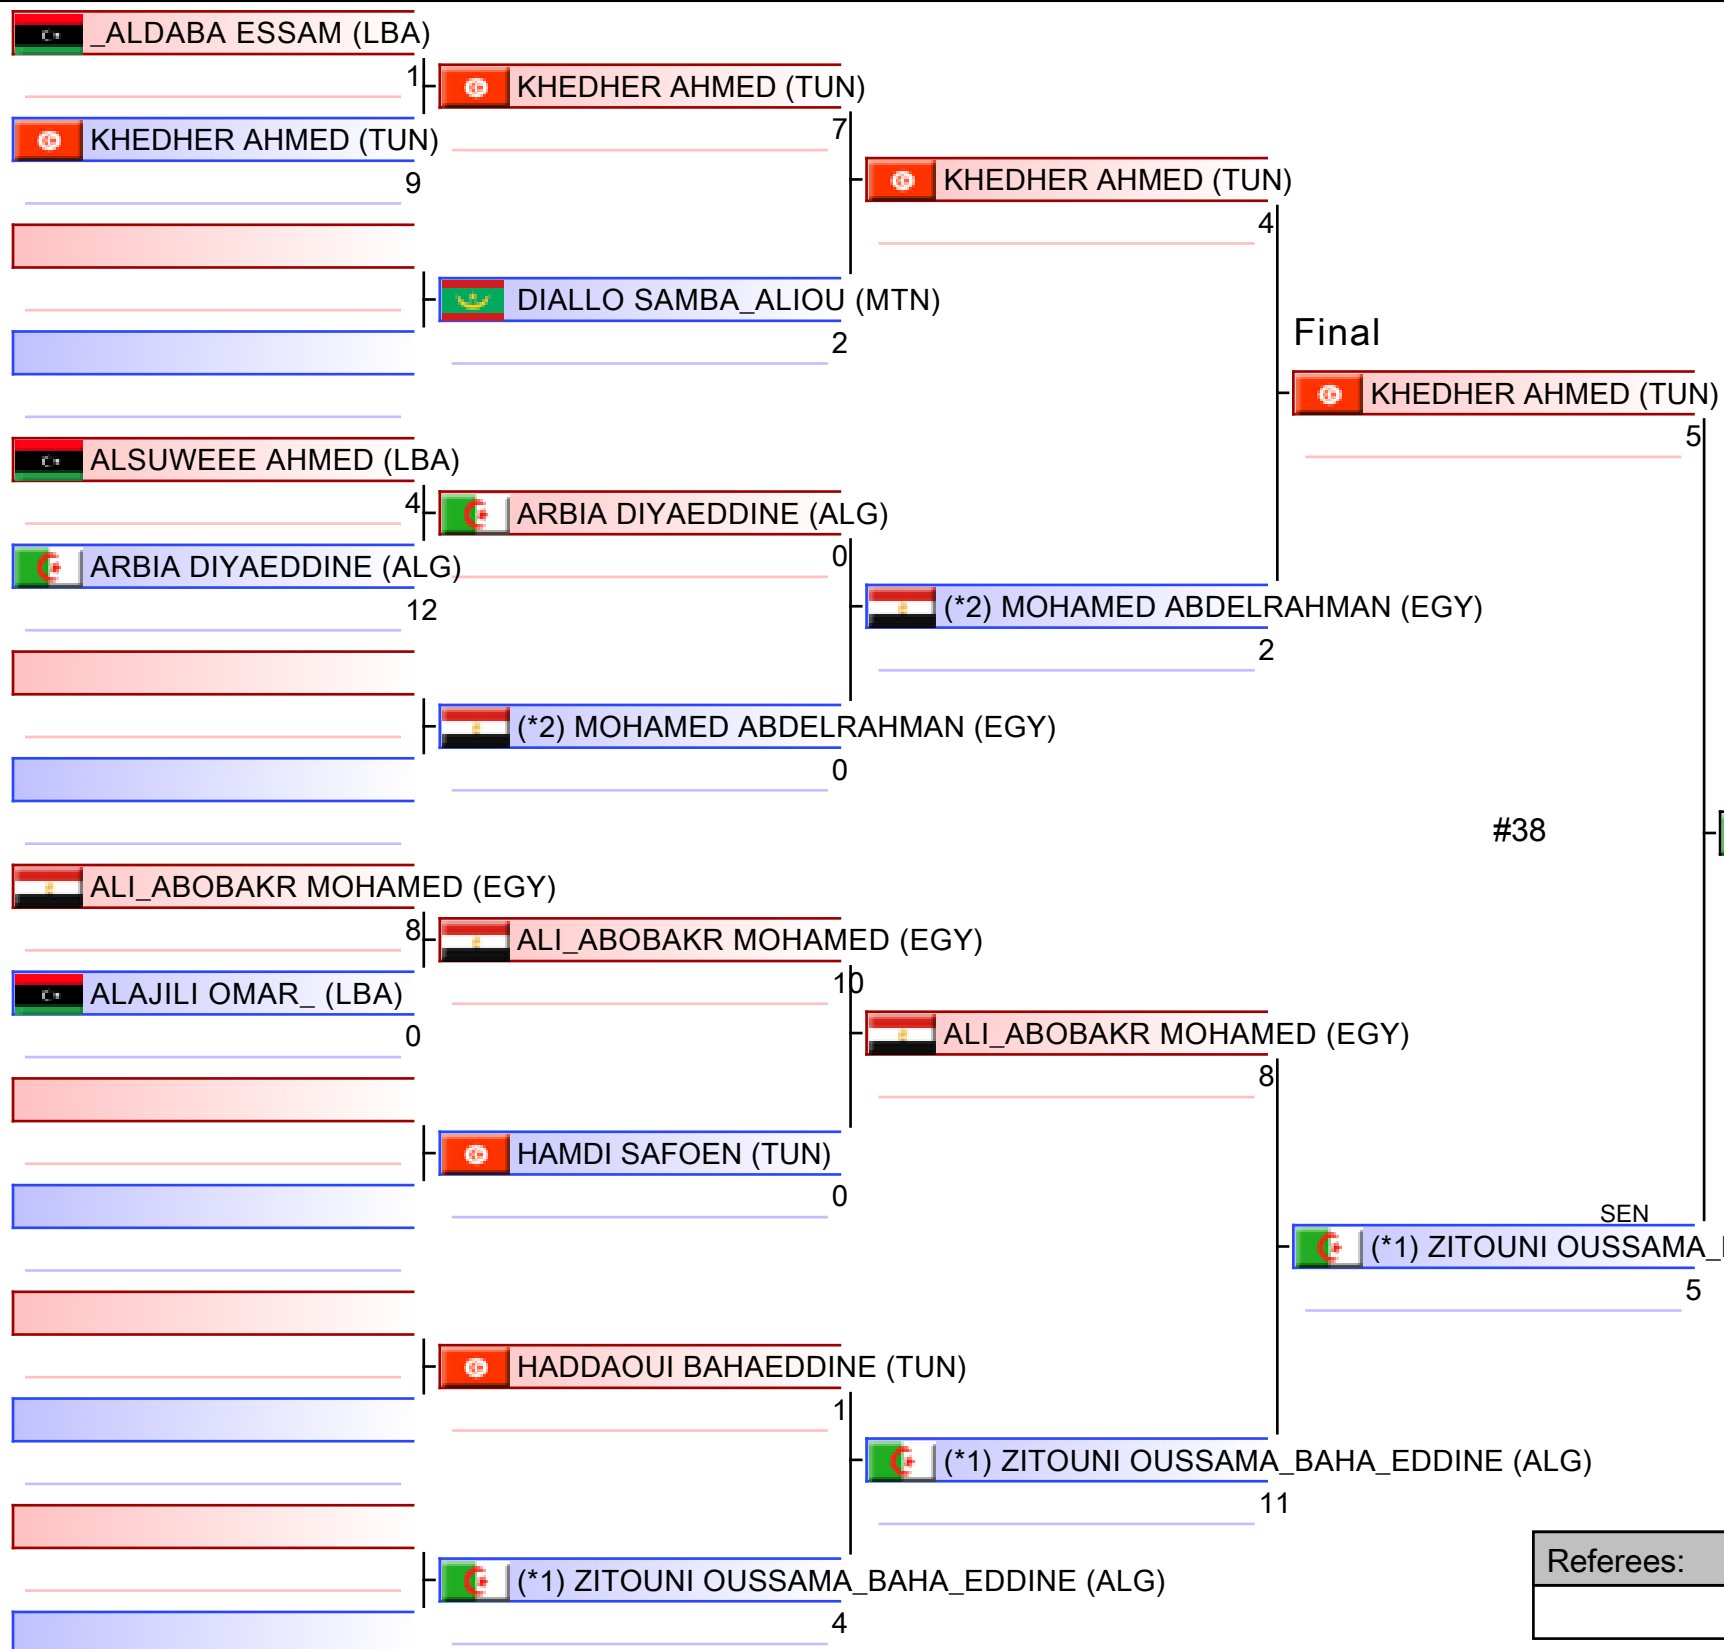 _ALDABA ESSAM (LBA)
1
KHEDHER AHMED (TUN)
KHEDHER AHMED (TUN)
7
9
KHEDHER AHMED (TUN)
4
DIALLO SAMBA_ALIOU (MTN)
2
Final
KHEDHER AHMED (TUN)
5
ALSUWEEE AHMED (LBA)
4
ARBIA DIYAEDDINE (ALG)
0
ARBIA DIYAEDDINE (ALG)
12
(*2) MOHAMED ABDELRAHMAN (EGY)
2
(*2) MOHAMED ABDELRAHMAN (EGY)
0
#38
ALI_ABOBAKR MOHAMED (EGY)
8
ALI_ABOBAKR MOHAMED (EGY)
10
ALAJILI OMAR_ (LBA)
0
ALI_ABOBAKR MOHAMED (EGY)
8
HAMDI SAFOEN (TUN)
0
SEN
(*1) ZITOUNI OUSSAMA_
5
HADDAOUI BAHAEDDINE (TUN)
1
(*1) ZITOUNI OUSSAMA_BAHA_EDDINE (ALG)
11
Referees:
(*1) ZITOUNI OUSSAMA_BAHA_EDDINE (ALG)
4